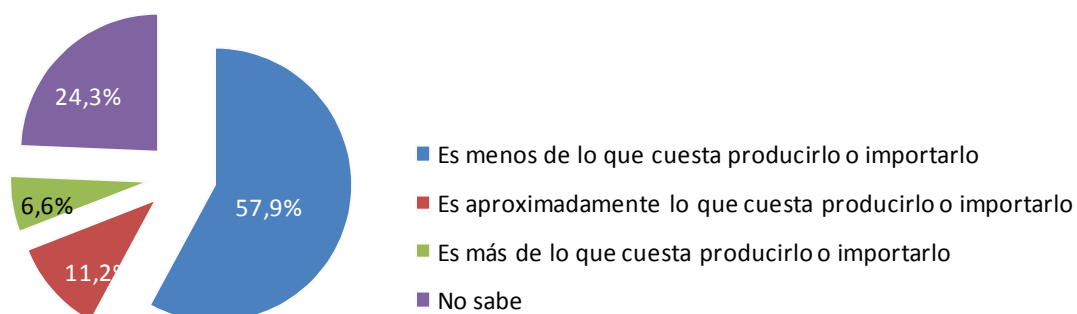 24,3%
6,6%
11,2%
57,9%
Es menos de lo que cuesta producirlo o importarlo
Es aproximadamente lo que cuesta producirlo o importarlo
Es más de lo que cuesta producirlo o importarlo
No sabe